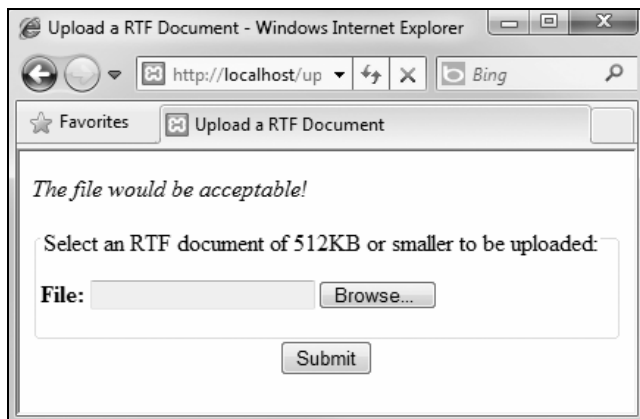 Upload a RTF Document - Windows Internet Explorer
http://localhost/up
Bing
Favorites
Upload a RTF Document
The file would be acceptable!
Select an RTF document of 512KB or smaller to be uploaded:
File:
Browse...
Submit